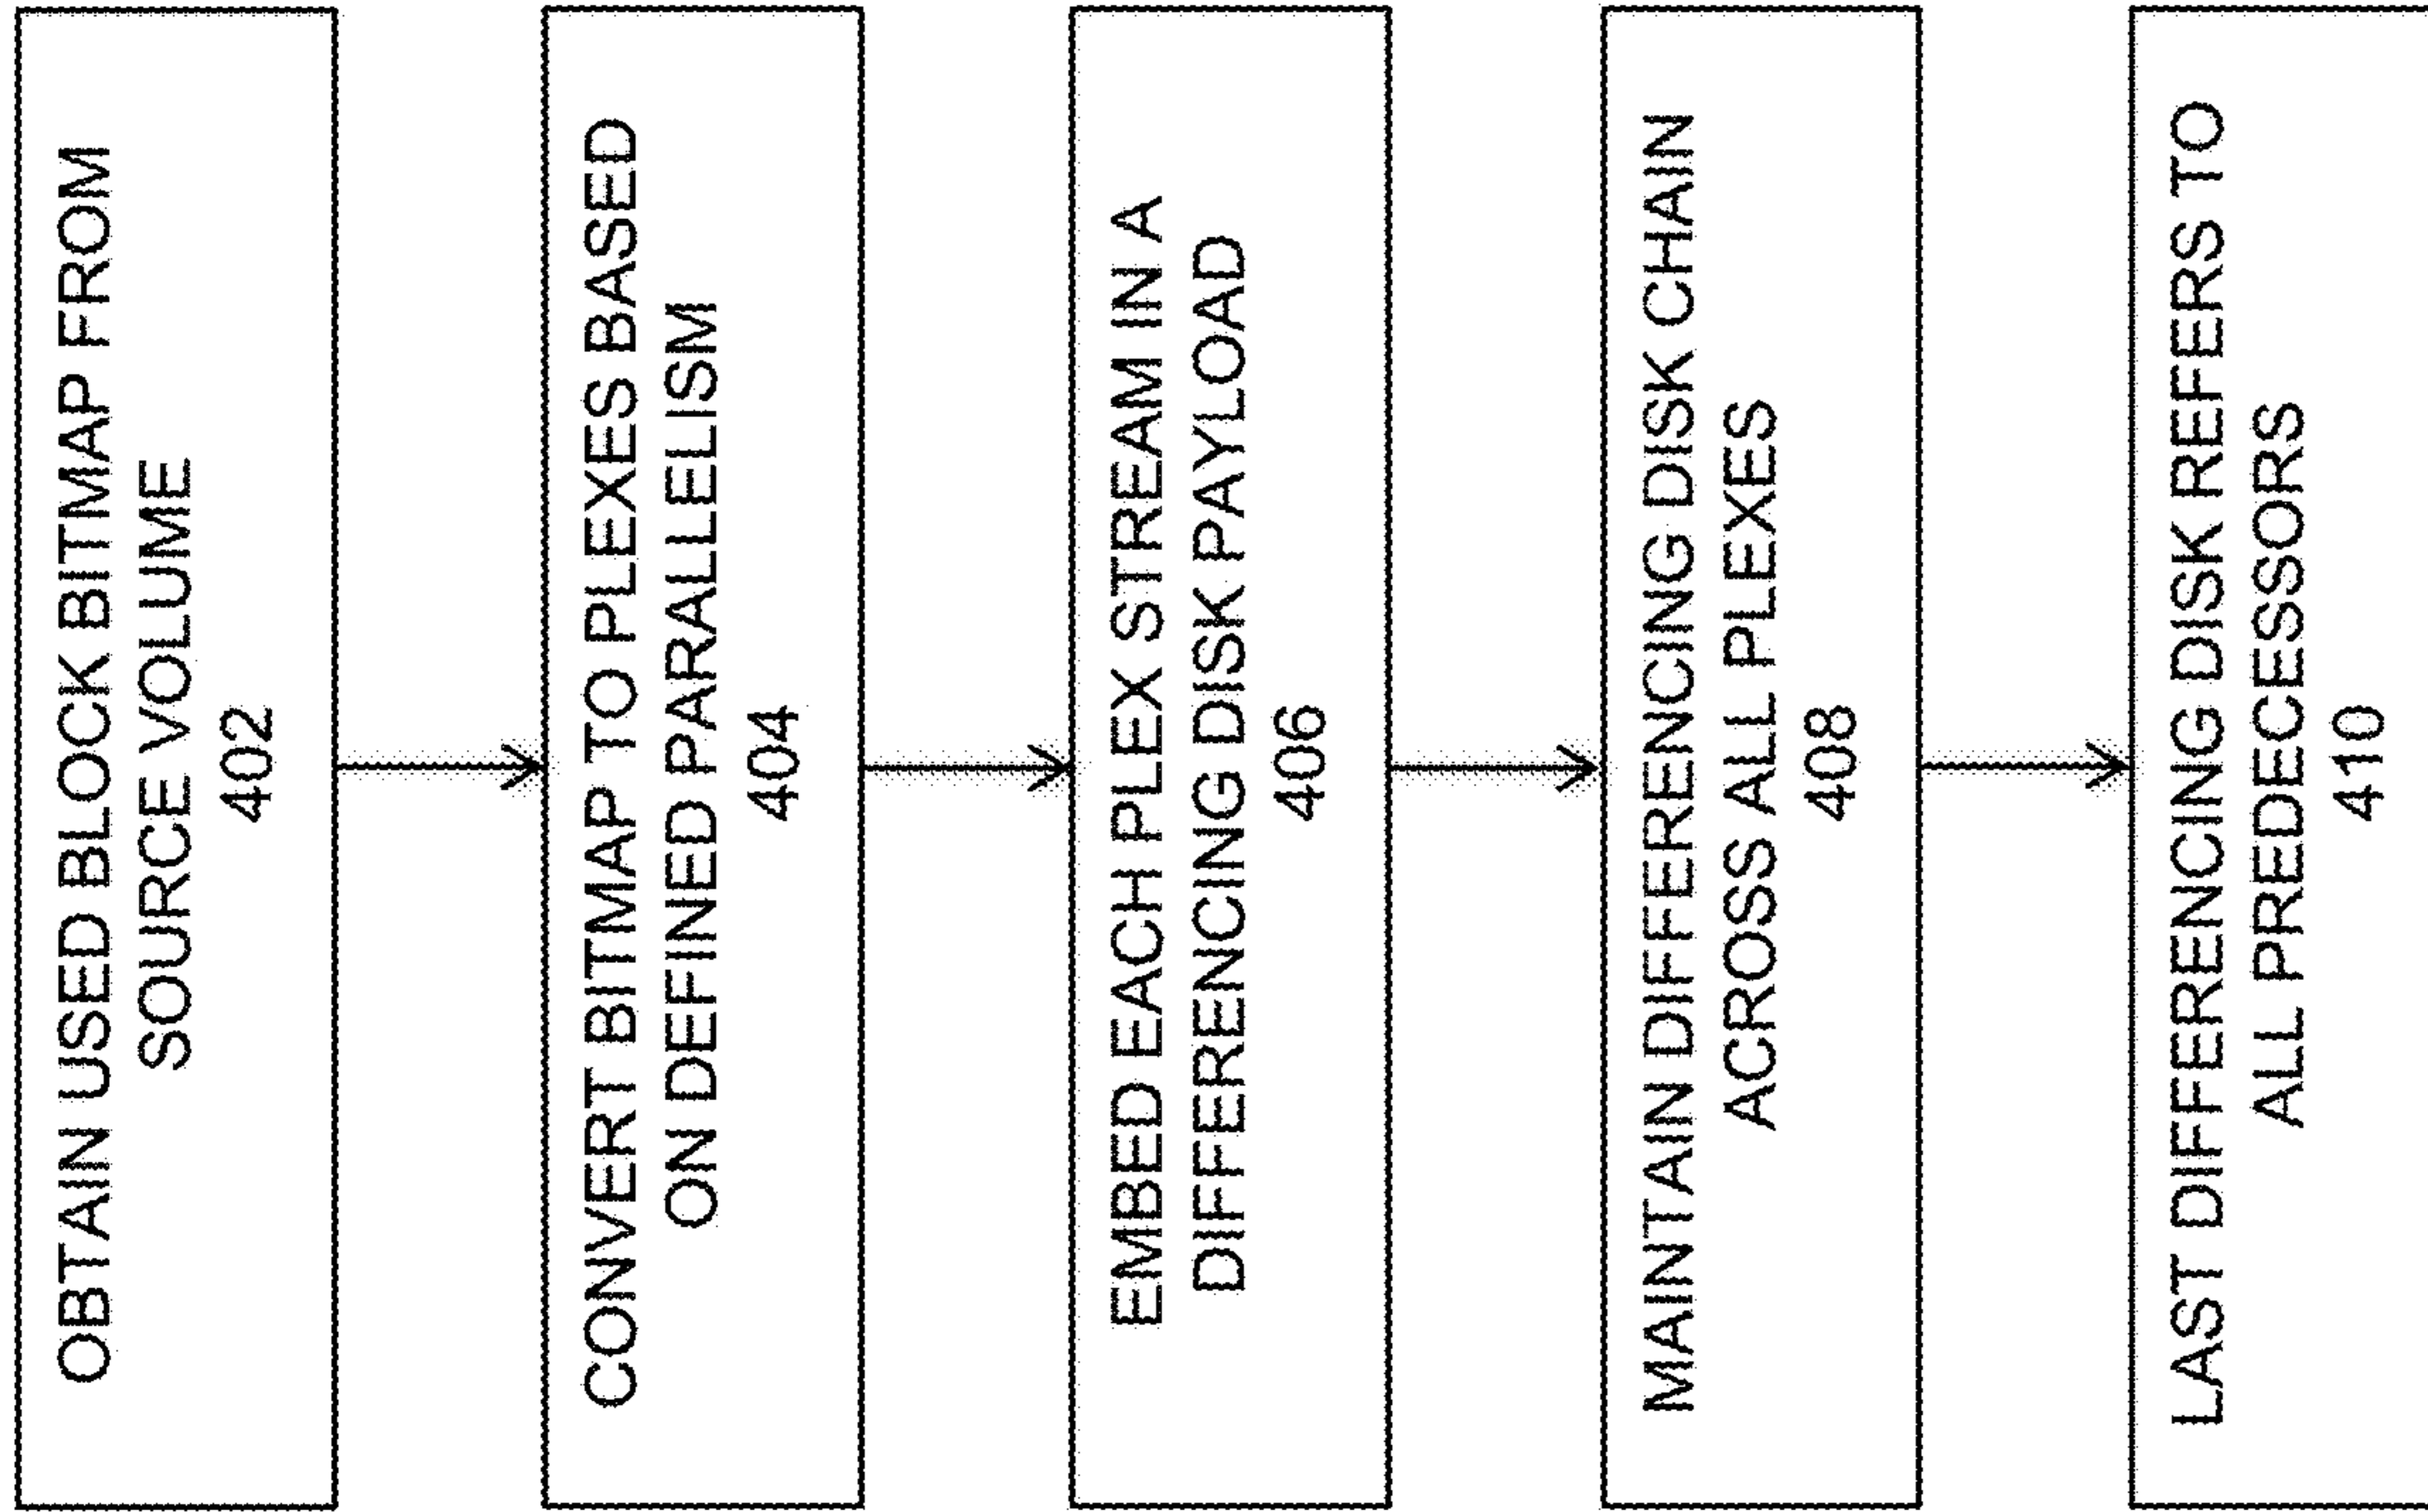 OBTAIN USED BLOCK BITMAP FROM
SOURCE VOLUME
402
CONVERT BITMAP TO PLEXES BASED
ON DEFINED PARALLELISM
404
EMBED EACH PLEX STREAM IN A
DIFFERENCING DISK PAYLOAD
406
MAINTAIN DIFFERENCING DISK CHAIN
ACROSS ALL PLEXES
408
LAST DIFFERENCING DISK REFERS TO
ALL PREDECESSORS
410